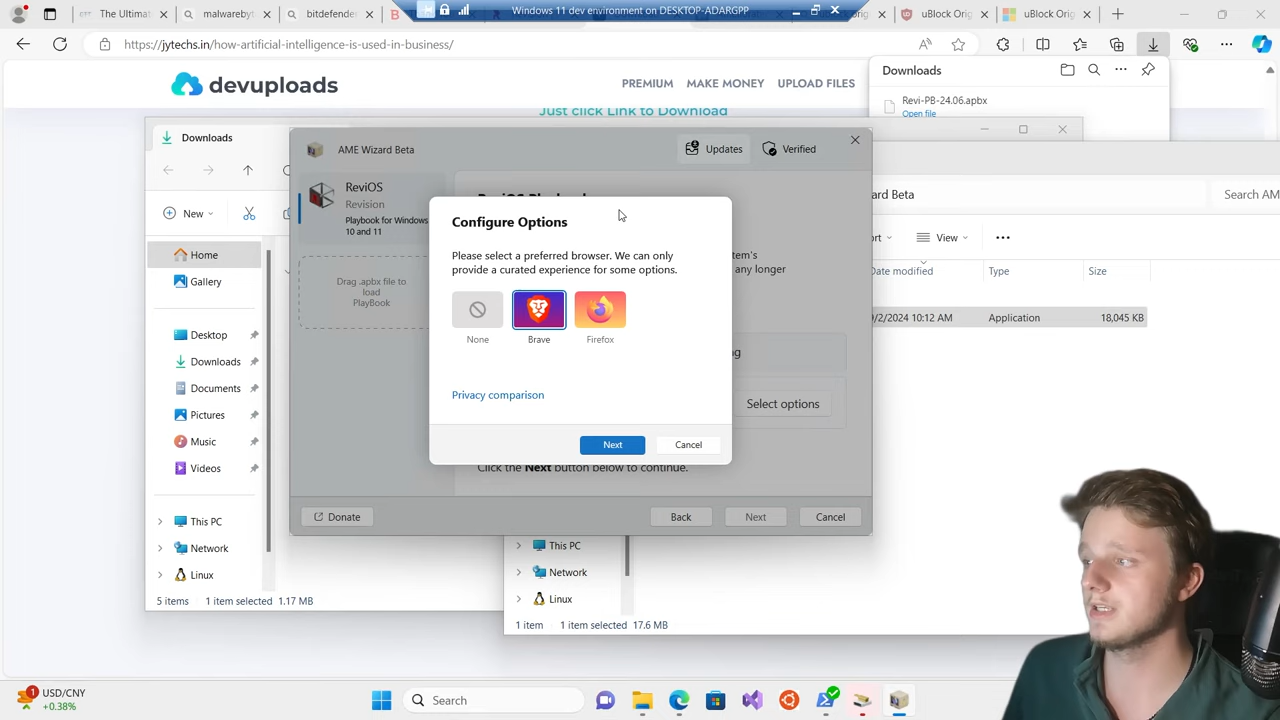 The Ultima
malwarebyt
bitdefende
Windows 11 dev environment on DESKTOP-ADARGPP
uBlock Orig
uBlock Orig
https://jytechs.in/how-artificial-intelligence-is-used-in-business/
devuploads
PREMIUM
MAKE MONEY
UPLOAD FILES
Just click Link to Download
Downloads
Revi-PB-24.06.apbx
Open file
Downloads
New
Home
Gallery
Desktop
Downloads
Documents
Pictures
Music
Videos
This PC
Network
Linux
5 items
1 item selected
1.17 MB
AME Wizard Beta
Updates
Verified
ReviOS
Revision
Playbook for Windows
10 and 11
Drag .apbx file to
load
PlayBook
tem's
any longer
Select options
Click the Next button below to continue.
Donate
Back
Next
Cancel
Configure Options
Please select a preferred browser. We can only
provide a curated experience for some options.
None
Brave
Firefox
Privacy comparison
Next
Cancel
ard Beta
Search AM
ort
View
Date modified
Type
Size
/2/2024 10:12 AM
Application
18,045 KB
This PC
Network
Linux
1 item
1 item selected 17.6 MB
1
USD/CNY
+0.38%
Search